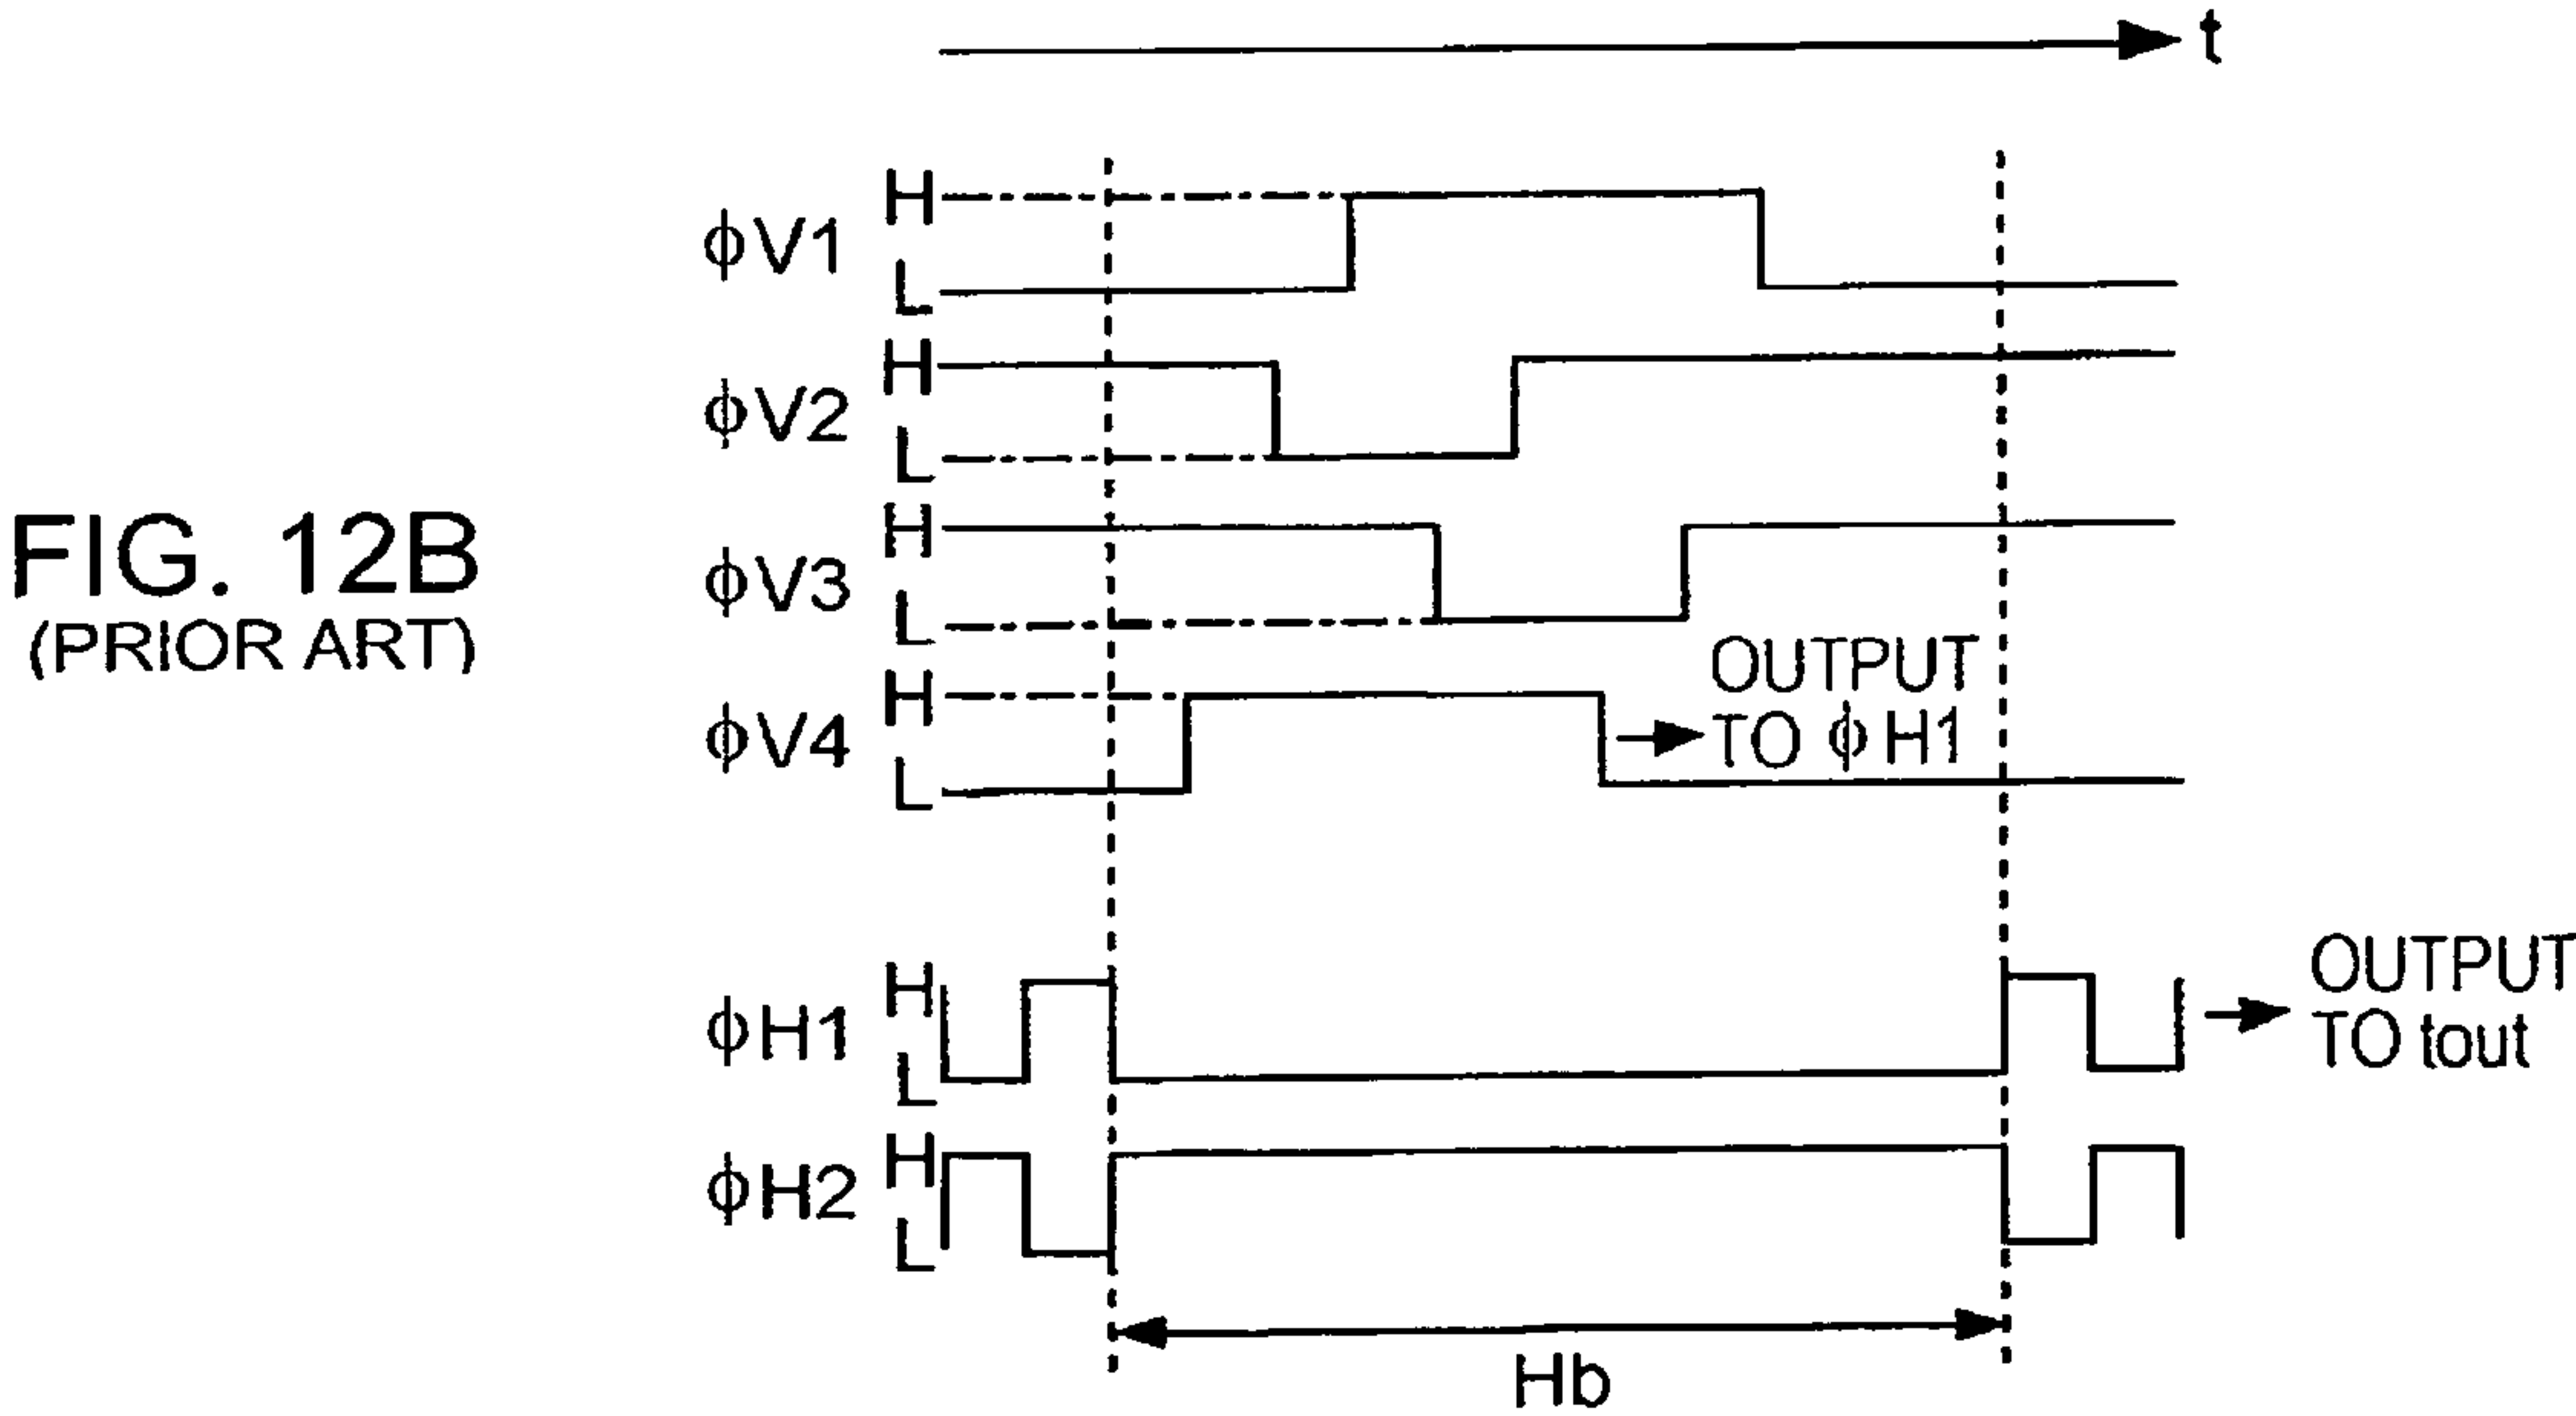 t
H
φV1
L
H
φV2
L
FIG. 12B
(PRIOR ART)
H
φV3
L
H
φV4
L
OUTPUT
TO φH1
H
φH1
L
OUTPUT
TO tout
H
φH2
L
Hb